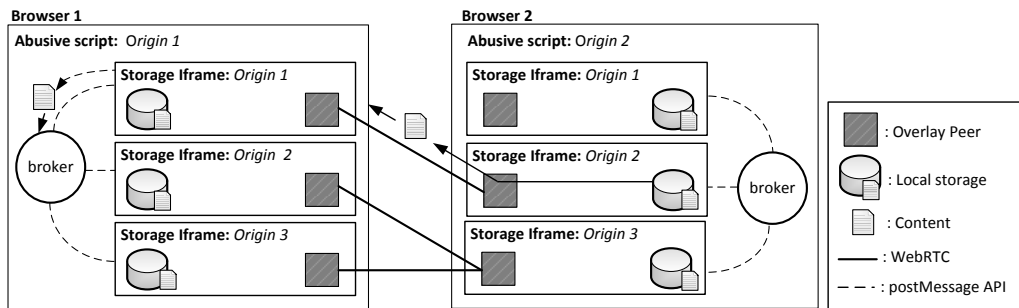 Browser 1
Abusive script: Origin 1
Storage Iframe: Origin 1
Storage Iframe: Origin 2
Storage Iframe: Origin 3
broker
Browser 2
Abusive script: Origin 2
Storage Iframe: Origin 1
Storage Iframe: Origin 2
Storage Iframe: Origin 3
broker
: Overlay Peer
: Local storage
: Content
: WebRTC
: postMessage API